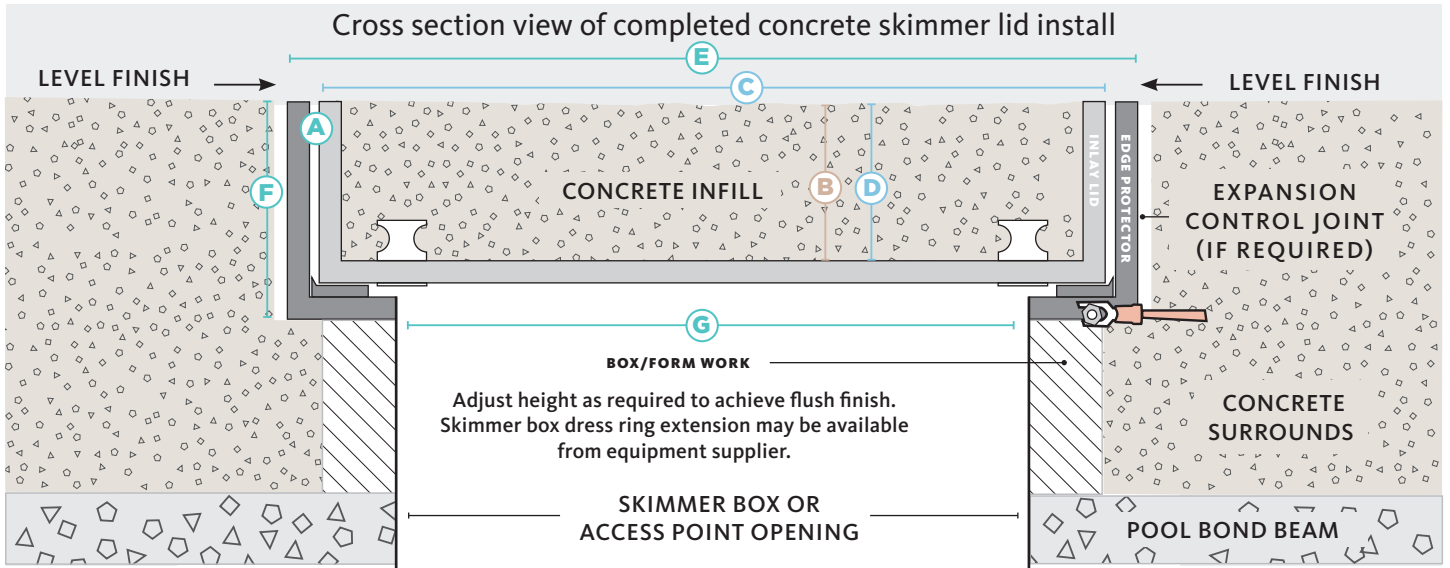 Cross section view of completed concrete skimmer lid install
E
LEVEL FINISH
C
LEVEL FINISH
A
F
CONCRETE INFILL
B
D
INLAY LID
EDGE PROTECTOR
EXPANSION
CONTROL JOINT
(IF REQUIRED)
G
BOX/FORM WORK
Adjust height as required to achieve flush finish.
Skimmer box dress ring extension may be available
from equipment supplier.
CONCRETE
SURROUNDS
SKIMMER BOX OR
ACCESS POINT OPENING
POOL BOND BEAM